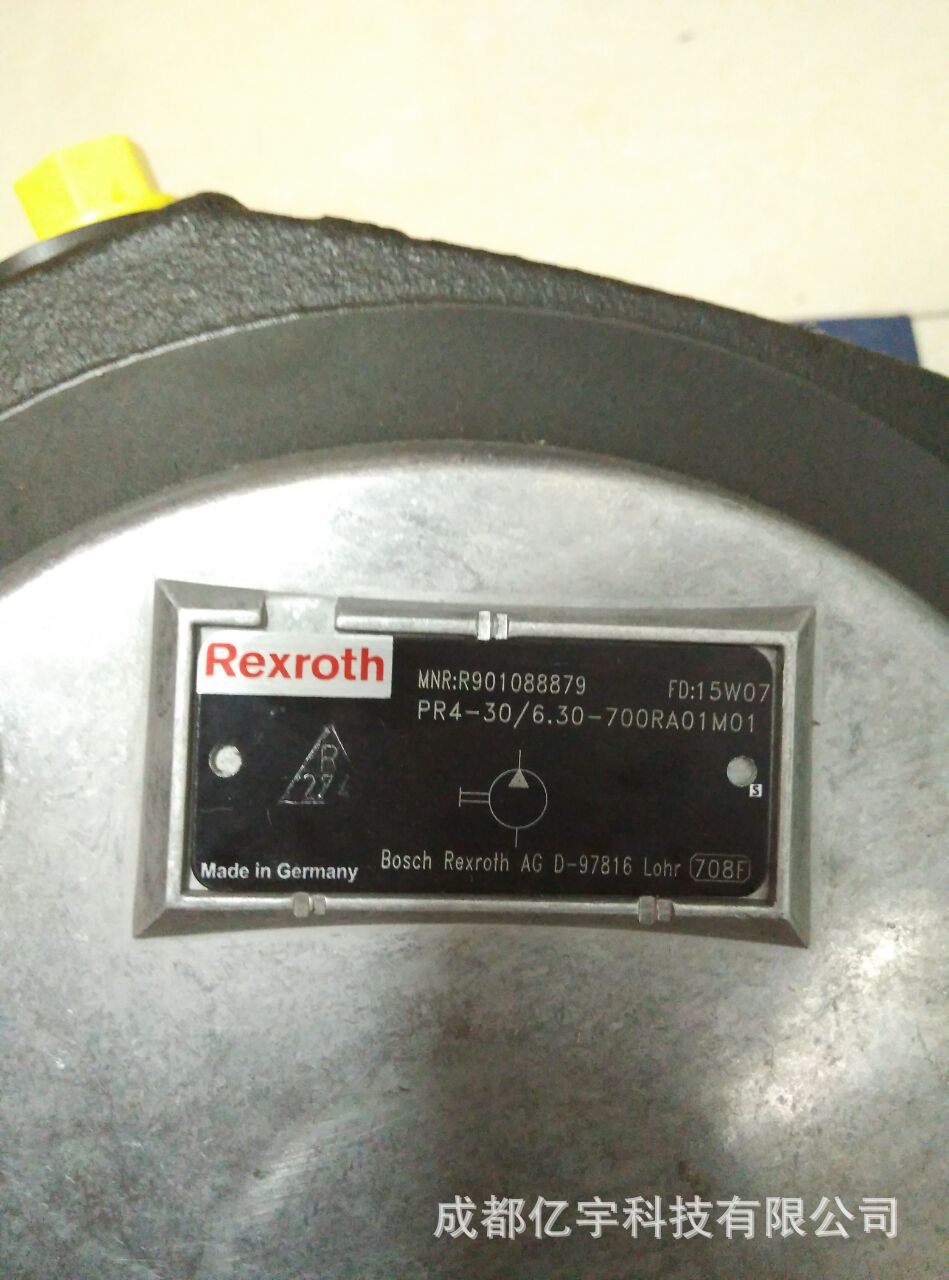 Rexroth
MNR:R901088879
FD:15W07
PR4-30/6.30-700RA01M01
R
274
S
Made in Germany
Bosch Rexroth AG D-97816 Lohr
708F
成都亿宇科技有限公司